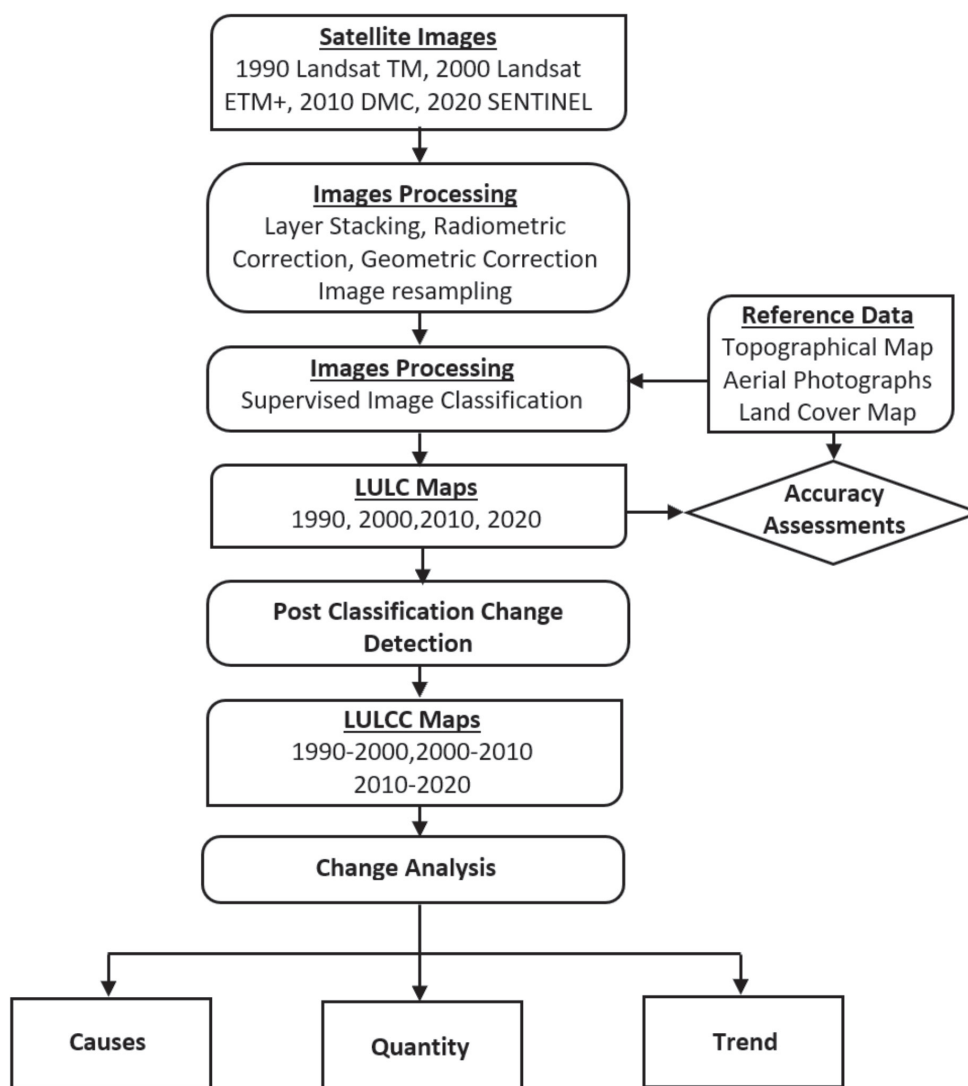 Satellite Images
1990 Landsat TM, 2000 Landsat
ETM+, 2010 DMC, 2020 SENTINEL
Images Processing
Layer Stacking, Radiometric
Correction, Geometric Correction
Image resampling
Reference Data
Topographical Map
Aerial Photographs
Land Cover Map
Images Processing
Supervised Image Classification
LULC Maps
1990, 2000,2010, 2020
Accuracy
Assessments
Post Classification Change
Detection
LULCC Maps
1990-2000,2000-2010
2010-2020
Change Analysis
Causes
Quantity
Trend